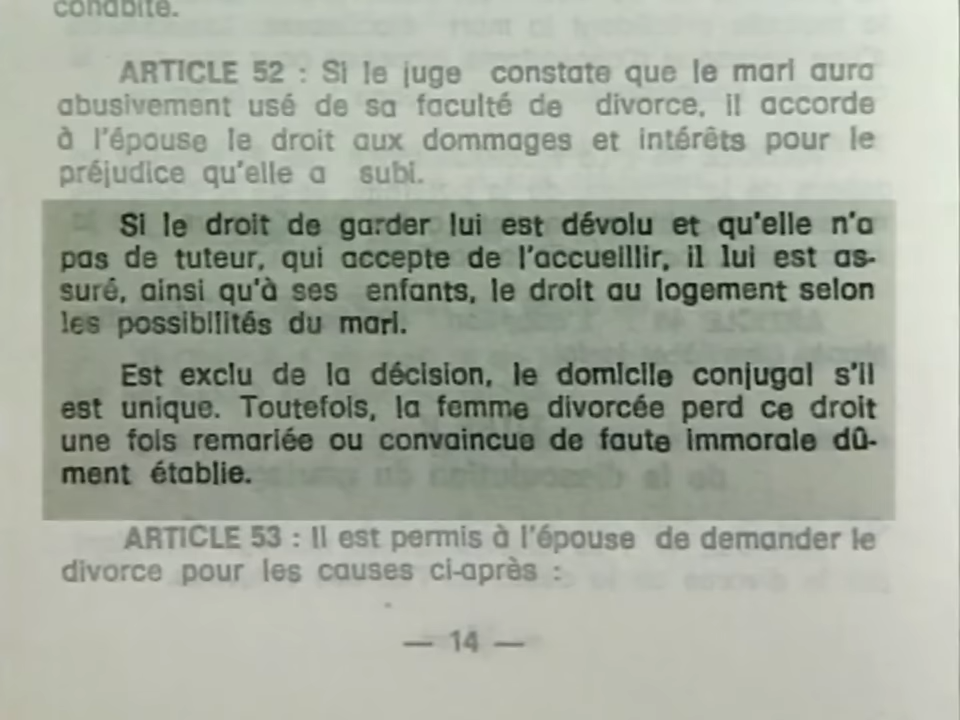 condabite.
ARTICLE 52 : Si le juge constate que le mari aura
abusivement usé de sa faculté de divorce, il accorde
à l'épouse le droit aux dommages et intérêts pour le
préjudice qu'elle a subi.
Si le droit de garder lui est dévolu et qu'elle n'a
pas de tuteur, qui accepte de l'accueillir, il lui est as-
suré, ainsi qu'à ses enfants, le droit au logement selon
les possibilités du mari.
Est exclu de la décision, le domicile conjugal s'il
est unique. Toutefois, la femme divorcée perd ce droit
une fois remariée ou convaincue de faute immorale dû-
ment établie.
ARTICLE 53 : Il est permis à l'épouse de demander le
divorce pour les causes ci-après :
— 14 —